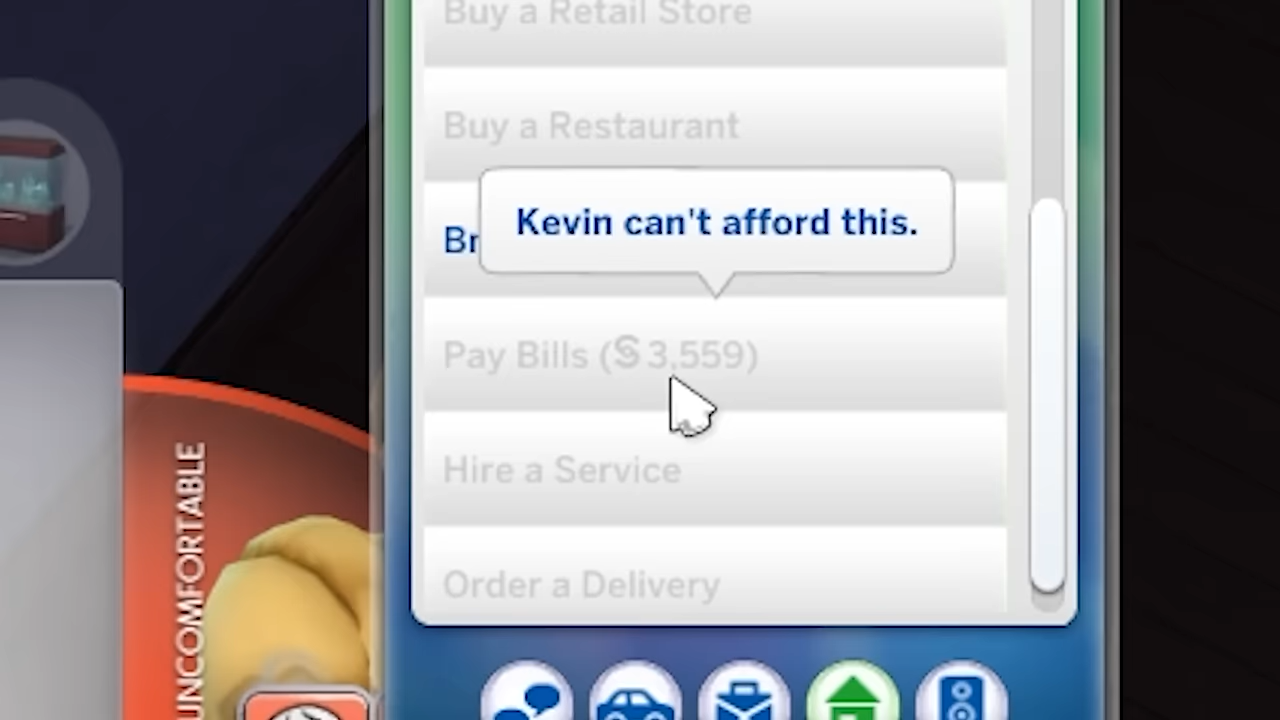 Buy a Retail Store
Buy a Restaurant
Kevin can't afford this.
Br
Pay Bills (§3,559)
Hire a Service
Order a Delivery
UNCOMFORTABLE